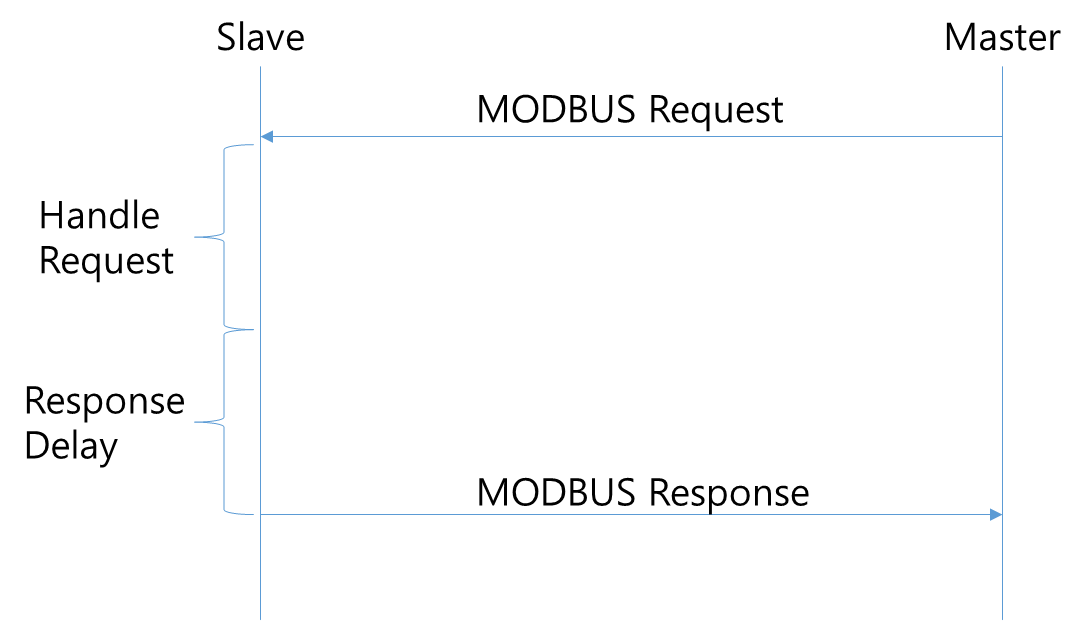 Slave
Master
MODBUS Request
Handle
Request
Response
Delay
MODBUS Response